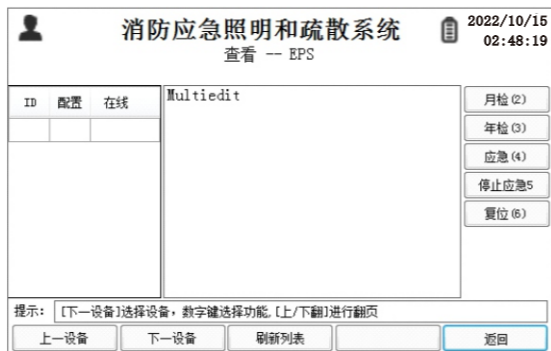 消防应急照明和疏散系统
查看 -- EPS
2022/10/15
02:48:19
ID 配置 在线
Multiedit
月检(2)
年检(3)
应急(4)
停止应急5
复位(6)
提示: [下一设备]选择设备，数字键选择功能,[上/下翻]进行翻页
上一设备 下一设备 刷新列表 返回